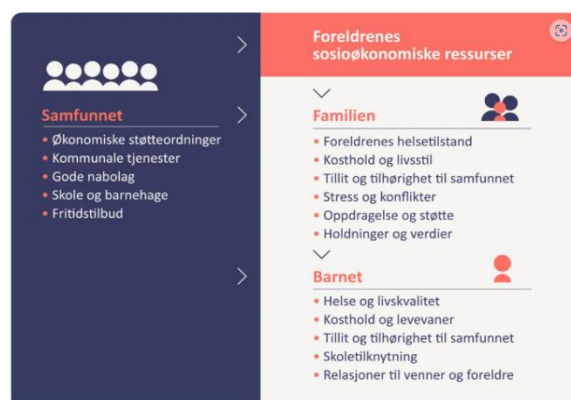 Foreldrenes
sosioøkonomiske ressurser
Samfunnet
• Økonomiske støtteordninger
• Kommunale tjenester
• Gode nabolag
• Skole og barnehage
• Fritidstilbud
Familien
• Foreldrenes helsetilstand
• Kosthold og livsstil
• Tillit og tilhørighet til samfunnet
• Stress og konflikter
• Oppdragelse og støtte
• Holdninger og verdier
Barnet
• Helse og livskvalitet
• Kosthold og levevaner
• Tillit og tilhørighet til samfunnet
• Skoletilknytning
• Relasjoner til venner og foreldre